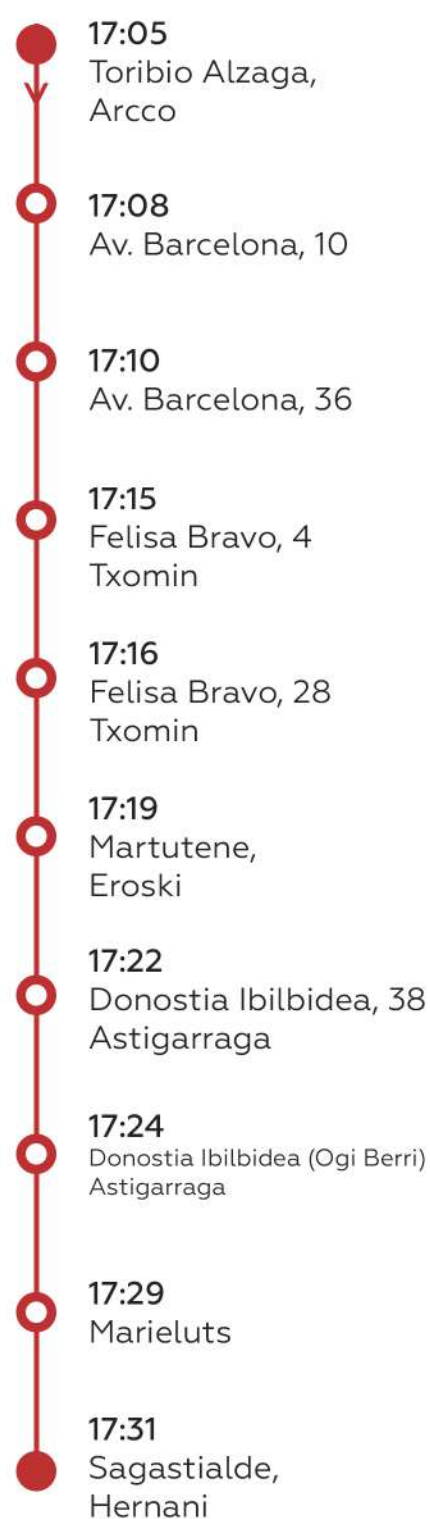 17:05
Toribio Alzaga,
Arcco
17:08
Av. Barcelona, 10
17:10
Av. Barcelona, 36
17:15
Felisa Bravo, 4
Txomin
17:16
Felisa Bravo, 28
Txomin
17:19
Martutene,
Eroski
17:22
Donostia Ibilbidea, 38
Astigarraga
17:24
Donostia Ibilbidea (Ogi Berri)
Astigarraga
17:29
Marieluts
17:31
Sagastialde,
Hernani